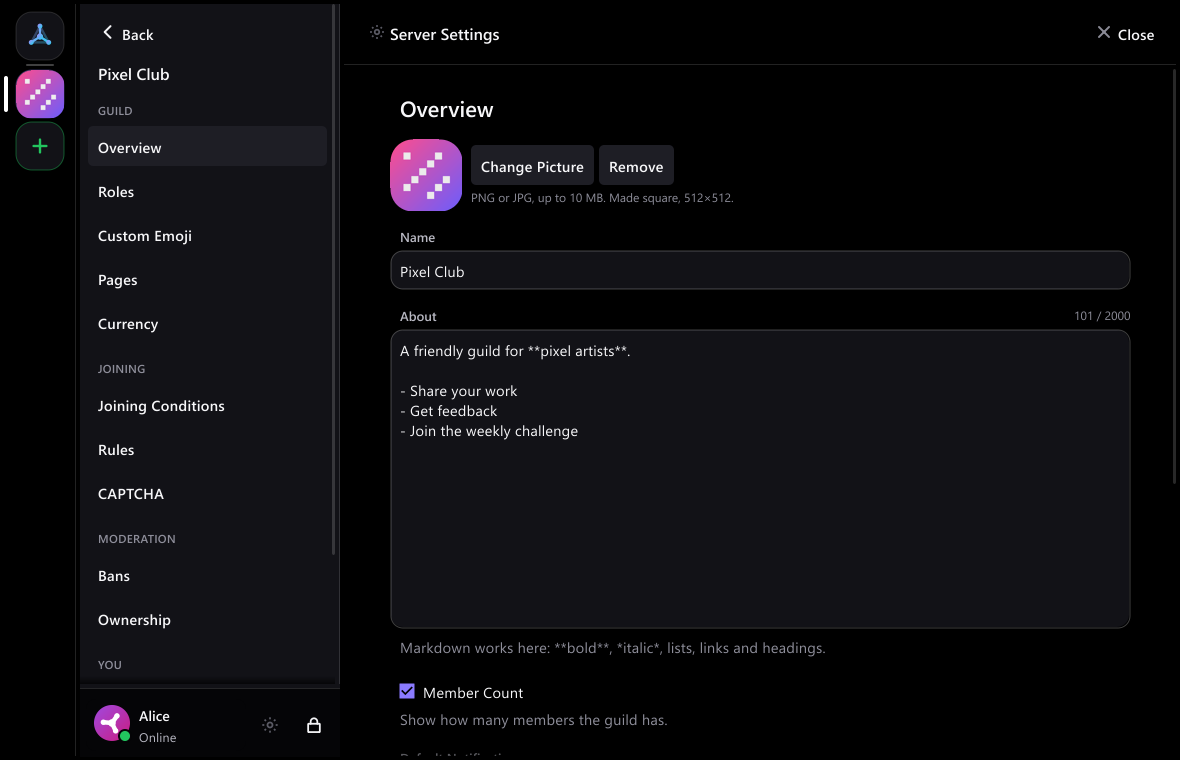 Back
Pixel Club
GUILD
Overview
Roles
Custom Emoji
Pages
Currency
JOINING
Joining Conditions
Rules
CAPTCHA
MODERATION
Bans
Ownership
YOU
Alice
Online
Server Settings
Close
Overview
Change Picture
Remove
PNG or JPG, up to 10 MB. Made square, 512×512.
Name
Pixel Club
About
101 / 2000
A friendly guild for **pixel artists**.
- Share your work
- Get feedback
- Join the weekly challenge
Markdown works here: **bold**, *italic*, lists, links and headings.
Member Count
Show how many members the guild has.